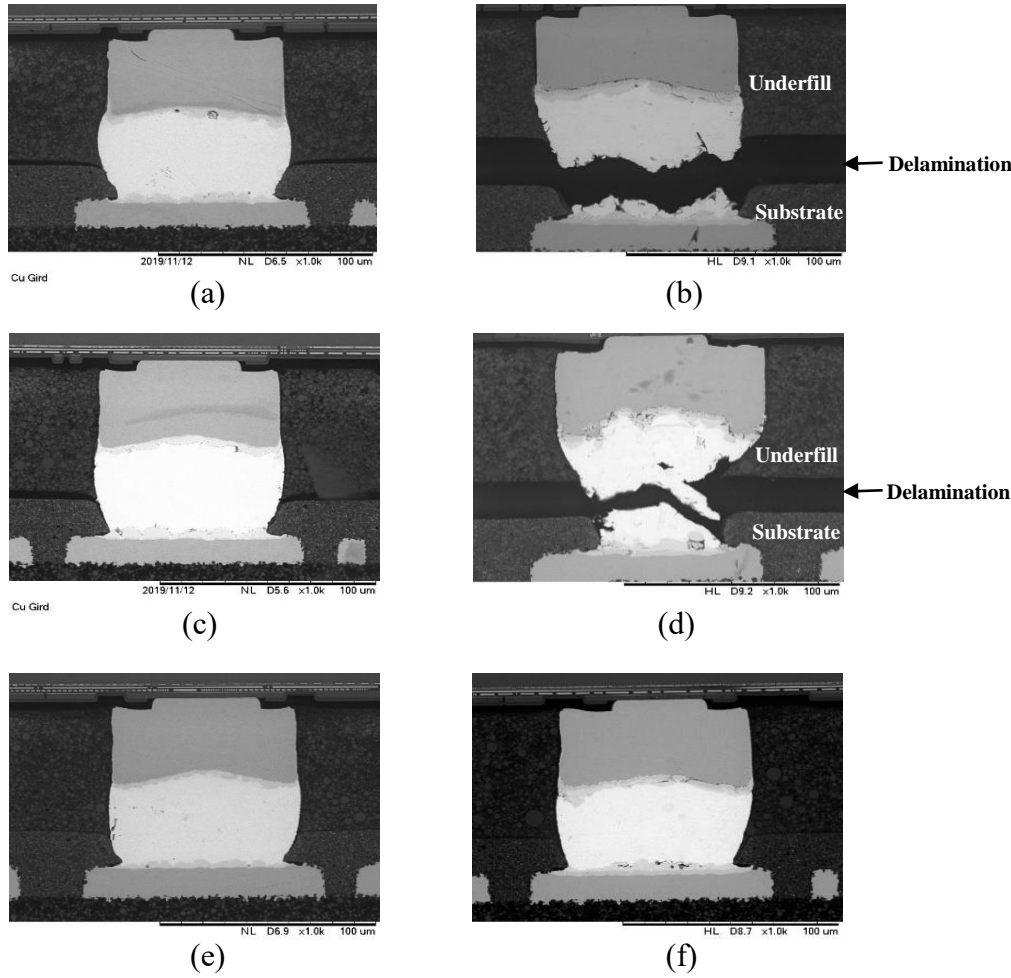 Underfill
Delamination
Substrate
2019/11/12 NL D6.5 x1.0k 100 um
HL D9.1 x1.0k 100 um
Cu Gird
(a)
(b)
Underfill
Delamination
Substrate
2019/11/12 NL D5.6 x1.0k 100 um
HL D9.2 x1.0k 100 um
Cu Gird
(c)
(d)
NL D6.9 x1.0k 100 um
HL D8.7 x1.0k 100 um
(e)
(f)